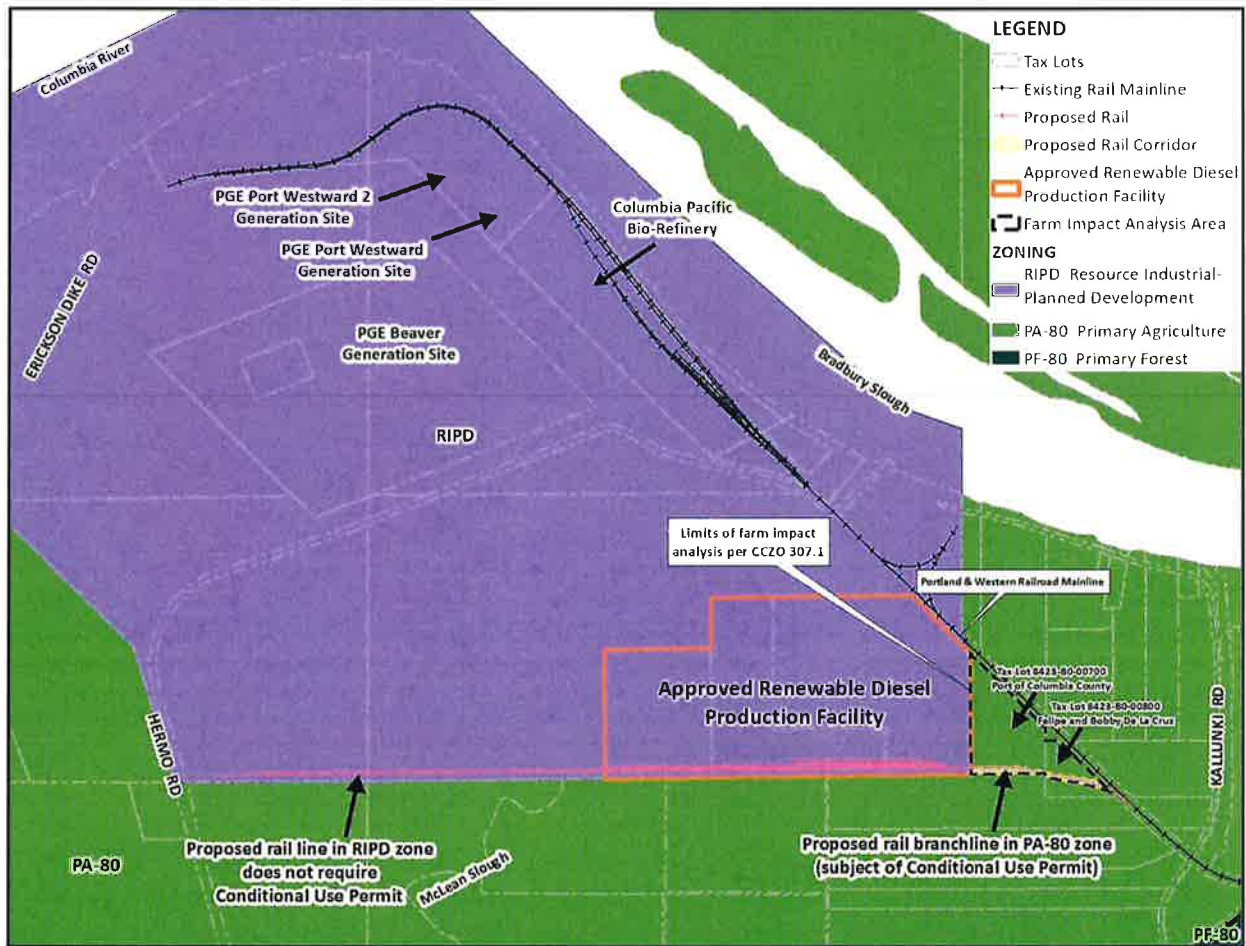 LEGEND
Tax Lots
Existing Rail Mainline
Proposed Rail
Proposed Rail Corridor
Approved Renewable Diesel
Production Facility
Farm Impact Analysis Area
ZONING
RIPD Resource Industrial-
Planned Development
PA-80 Primary Agriculture
PF-80 Primary Forest
Columbia River
PGE Port Westward 2
Generation Site
PGE Port Westward
Generation Site
Columbia Pacific
Bio-Refinery
ERICKSON DIKE RD
PGE Beaver
Generation Site
Bradbury Slough
RIPD
Limits of farm impact
analysis per CCZO 307.1
Portland & Western Railroad Mainline
Tax Lot 8423-B0-00700
Port of Columbia County
Tax Lot 8423-B0-00800
Felipe and Bobby De La Cruz
Approved Renewable Diesel
Production Facility
HERMO RD
KALLUNKI RD
Proposed rail line in RIPD zone
does not require
Conditional Use Permit
Proposed rail branchline in PA-80 zone
(subject of Conditional Use Permit)
PA-80
McLean Slough
PF-80